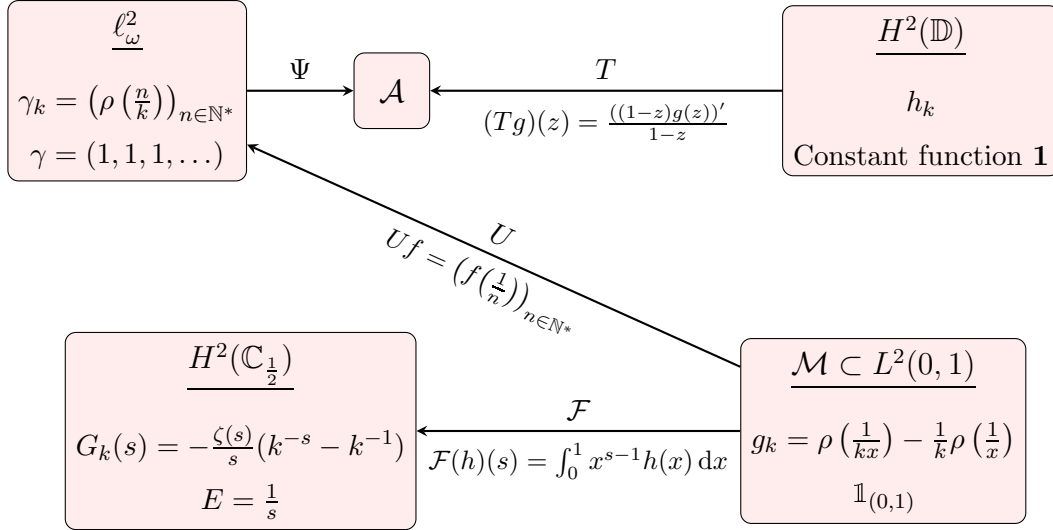 ℓ²_ω
γ_k = (ρ(n/k))_{n∈ℕ*}
γ = (1, 1, 1, …)
Ψ
𝒜
T
(Tg)(z) = ((1−z)g(z))′/(1−z)
H²(𝔻)
h_k
Constant function 𝟏
U
Uf = (f(1/n))_{n∈ℕ*}
H²(ℂ_{1/2})
G_k(s) = −ζ(s)/s (k^{−s} − k^{−1})
E = 1/s
ℱ
ℱ(h)(s) = ∫₀¹ x^{s−1}h(x) dx
ℳ ⊂ L²(0, 1)
g_k = ρ(1/(kx)) − 1/k ρ(1/x)
𝟙_{(0,1)}